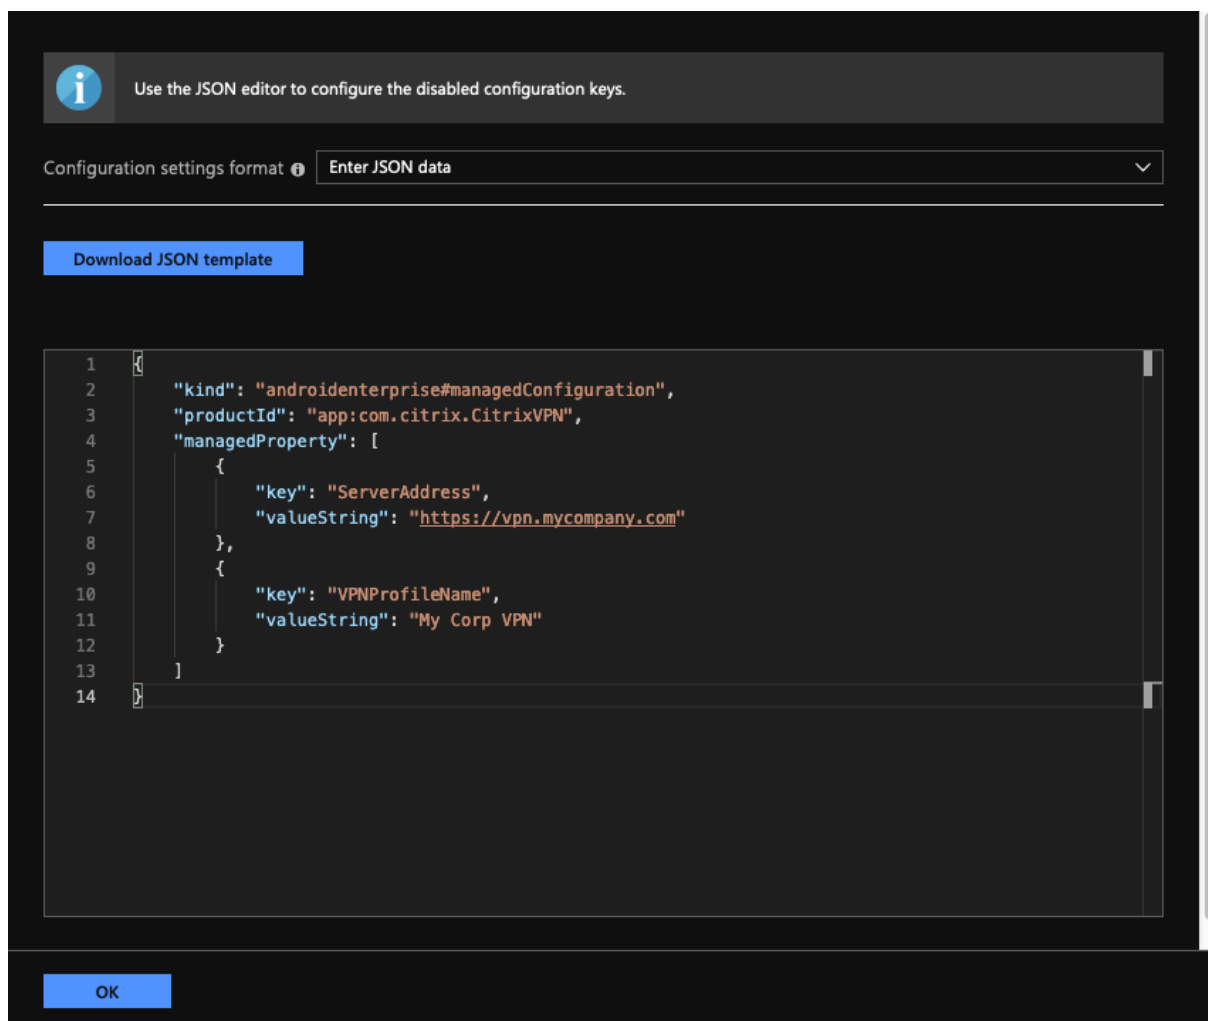 Use the JSON editor to configure the disabled configuration keys.
Configuration settings format
Enter JSON data
Download JSON template
1 {
2 "kind": "androidenterprise#managedConfiguration",
3 "productId": "app:com.citrix.CitrixVPN",
4 "managedProperty": [
5 {
6 "key": "ServerAddress",
7 "valueString": "https://vpn.mycompany.com"
8 },
9 {
10 "key": "VPNProfileName",
11 "valueString": "My Corp VPN"
12 }
13 ]
14 }
OK